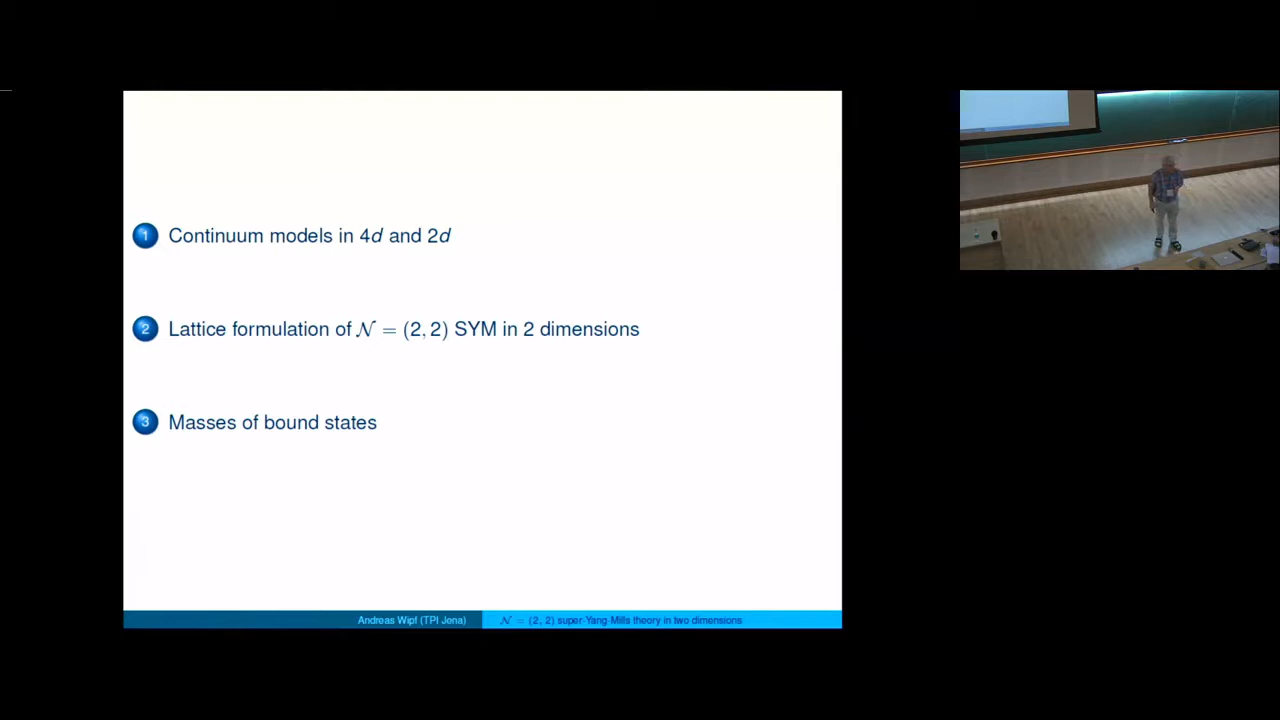 1 Continuum models in 4d and 2d
2 Lattice formulation of 𝒩 = (2, 2) SYM in 2 dimensions
3 Masses of bound states
Andreas Wipf (TPI Jena) 𝒩 = (2, 2) super-Yang-Mills theory in two dimensions